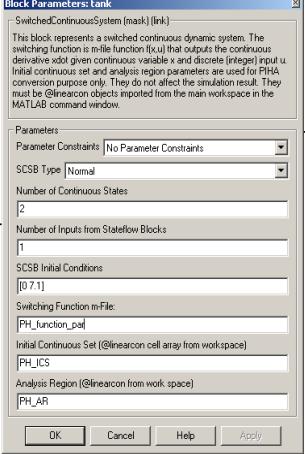 Block Parameters: tank
SwitchedContinuousSystem (mask) (link)
This block represents a switched continuous dynamic system. The
switching function is m-file function f(x,u) that outputs the continuous
derivative xdot given continuous variable x and discrete (integer) input u.
Initial continuous set and analysis region parameters are used for PIHA
conversion purpose only. They do not affect the simulation result. They
must be @linearcon objects imported from the main workspace in the
MATLAB command window.
Parameters
Parameter Constraints No Parameter Constraints
SCSB Type Normal
Number of Continuous States
2
Number of Inputs from Stateflow Blocks
1
SCSB Initial Conditions
[0 7.1]
Switching Function m-File:
PH_function_par
Initial Continuous Set (@linearcon cell array from workspace)
PH_ICS
Analysis Region (@linearcon from work space)
PH_AR
OK Cancel Help Apply